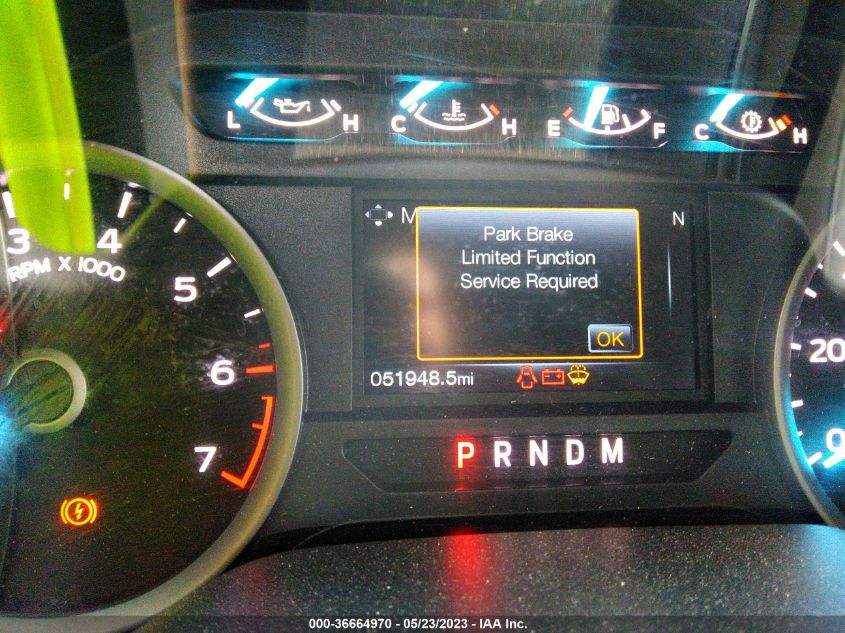 L H C H E F C H
M
N
Park Brake
Limited Function
Service Required
OK
3 4 5 6 7
RPM X 1000
20
051948.5mi
P R N D M
000-36664970 - 05/23/2023 - IAA Inc.